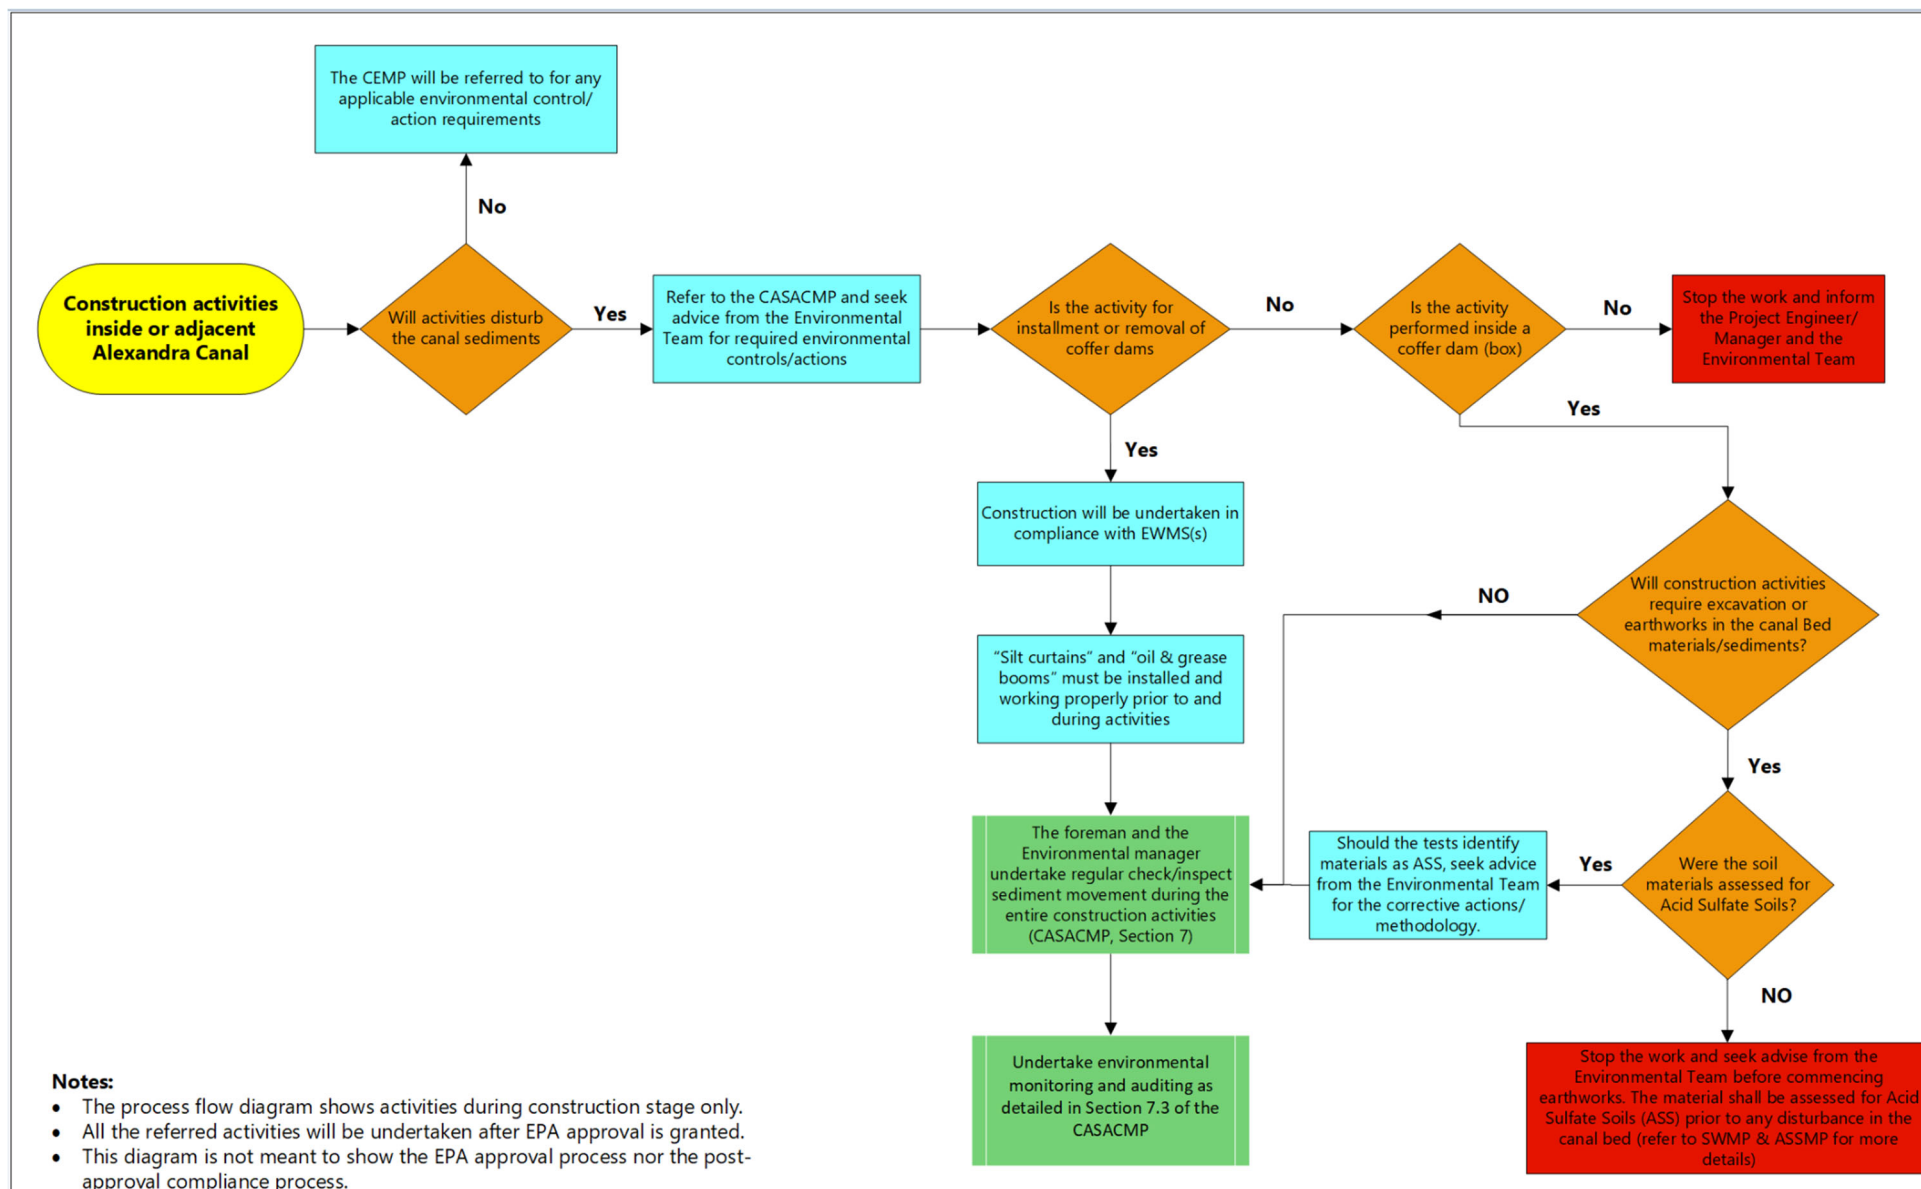 The CEMP will be referred to for any
applicable environmental control/
action requirements
No
Construction activities
inside or adjacent
Alexandra Canal
Will activities disturb
the canal sediments
Yes
Refer to the CASACMP and seek
advice from the Environmental
Team for required environmental
controls/actions
Is the activity for
installment or removal of
coffer dams
No
Is the activity
performed inside a
coffer dam (box)
No
Stop the work and inform
the Project Engineer/
Manager and the
Environmental Team
Yes
Yes
Construction will be undertaken in
compliance with EWMS(s)
Will construction activities
require excavation or
earthworks in the canal Bed
materials/sediments?
NO
“Silt curtains” and “oil & grease
booms” must be installed and
working properly prior to and
during activities
Yes
The foreman and the
Environmental manager
undertake regular check/inspect
sediment movement during the
entire construction activities
(CASACMP, Section 7)
Should the tests identify
materials as ASS, seek advice
from the Environmental Team
for the corrective actions/
methodology.
Yes
Were the soil
materials assessed for
Acid Sulfate Soils?
NO
Undertake environmental
monitoring and auditing as
detailed in Section 7.3 of the
CASACMP
Stop the work and seek advise from the
Environmental Team before commencing
earthworks. The material shall be assessed for Acid
Sulfate Soils (ASS) prior to any disturbance in the
canal bed (refer to SWMP & ASSMP for more
details)
Notes:
• The process flow diagram shows activities during construction stage only.
• All the referred activities will be undertaken after EPA approval is granted.
• This diagram is not meant to show the EPA approval process nor the post-
approval compliance process.